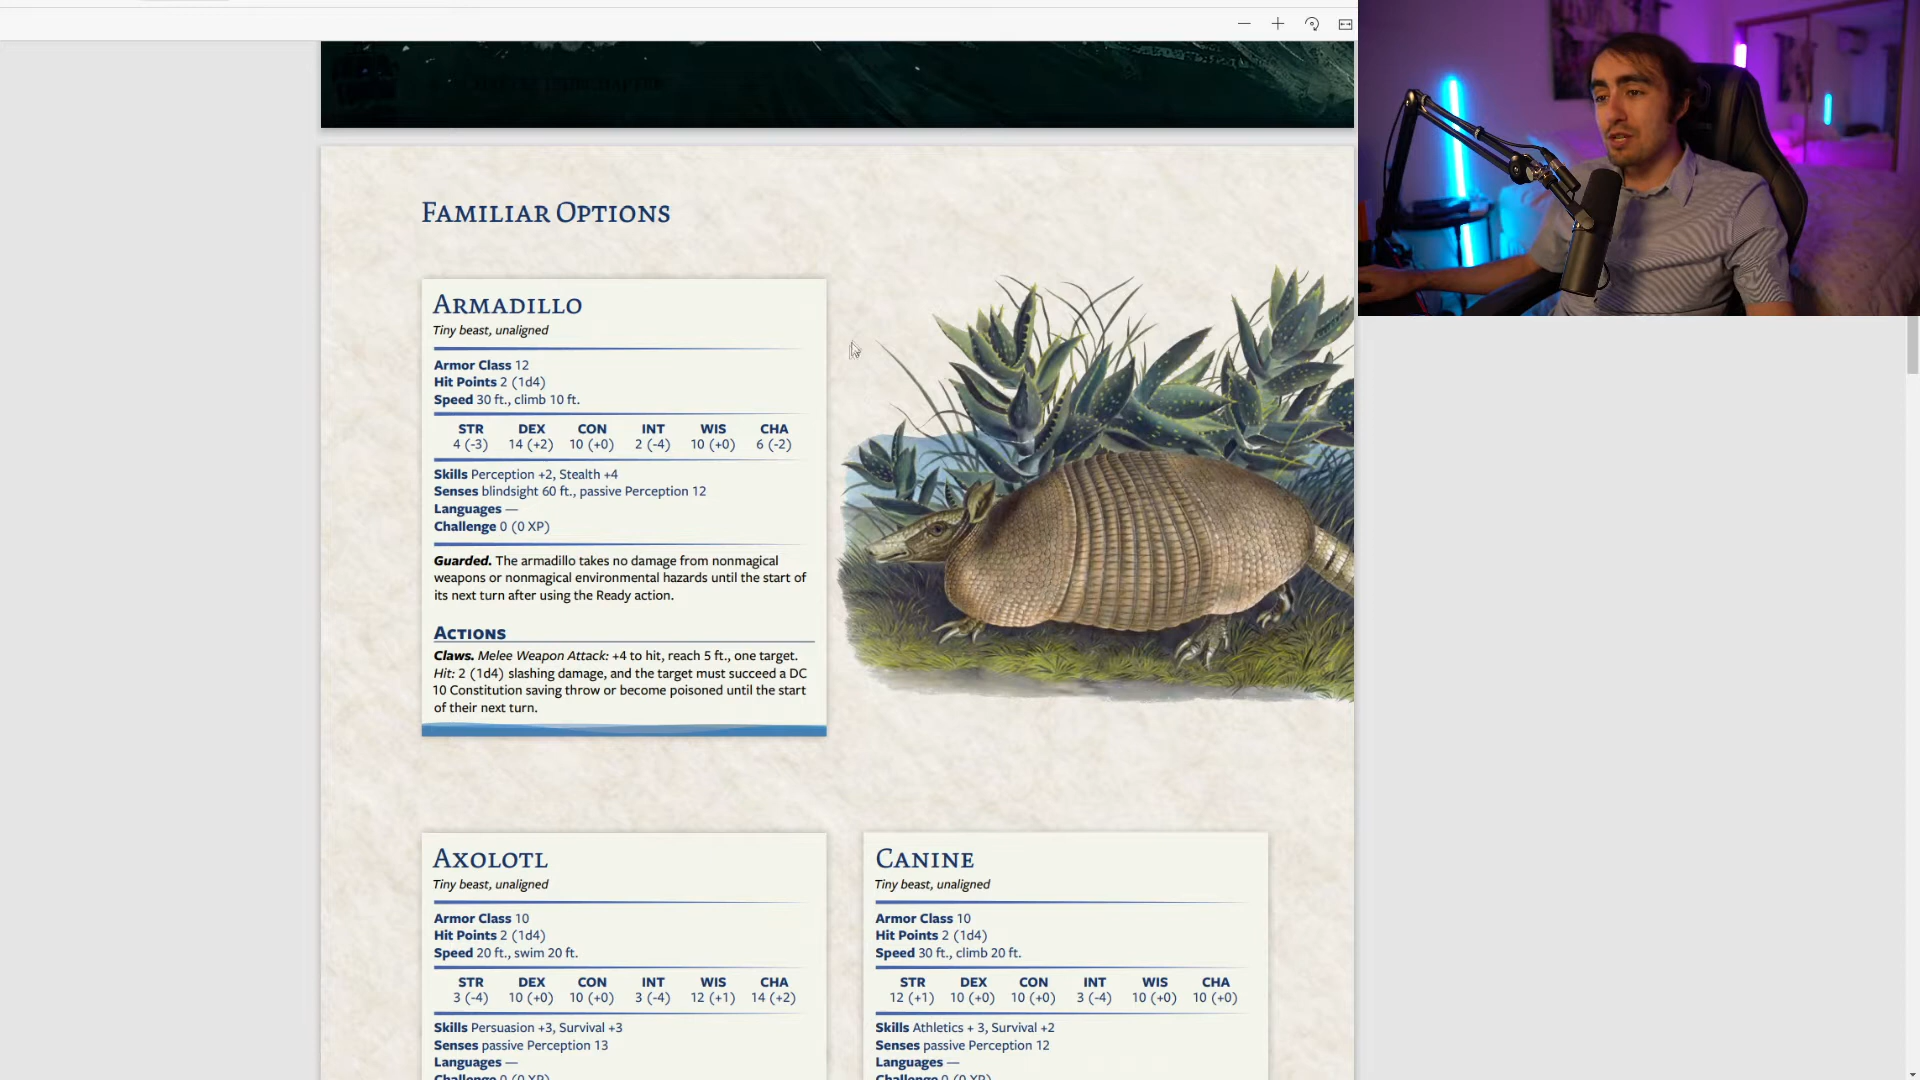 Familiar Options
Armadillo
Tiny beast, unaligned
Armor Class 12
Hit Points 2 (1d4)
Speed 30 ft., climb 10 ft.
STR DEX CON INT WIS CHA
4 (-3) 14 (+2) 10 (+0) 2 (-4) 10 (+0) 6 (-2)
Skills Perception +2, Stealth +4
Senses blindsight 60 ft., passive Perception 12
Languages —
Challenge 0 (0 XP)
Guarded. The armadillo takes no damage from nonmagical
weapons or nonmagical environmental hazards until the start of
its next turn after using the Ready action.
Actions
Claws. Melee Weapon Attack: +4 to hit, reach 5 ft., one target.
Hit: 2 (1d4) slashing damage, and the target must succeed a DC
10 Constitution saving throw or become poisoned until the start
of their next turn.
Axolotl
Tiny beast, unaligned
Armor Class 10
Hit Points 2 (1d4)
Speed 20 ft., swim 20 ft.
STR DEX CON INT WIS CHA
3 (-4) 10 (+0) 10 (+0) 3 (-4) 12 (+1) 14 (+2)
Skills Persuasion +3, Survival +3
Senses passive Perception 13
Languages —
Challenge 0 (0 XP)
Canine
Tiny beast, unaligned
Armor Class 10
Hit Points 2 (1d4)
Speed 30 ft., climb 20 ft.
STR DEX CON INT WIS CHA
12 (+1) 10 (+0) 10 (+0) 3 (-4) 10 (+0) 10 (+0)
Skills Athletics + 3, Survival +2
Senses passive Perception 12
Languages —
Challenge 0 (0 XP)